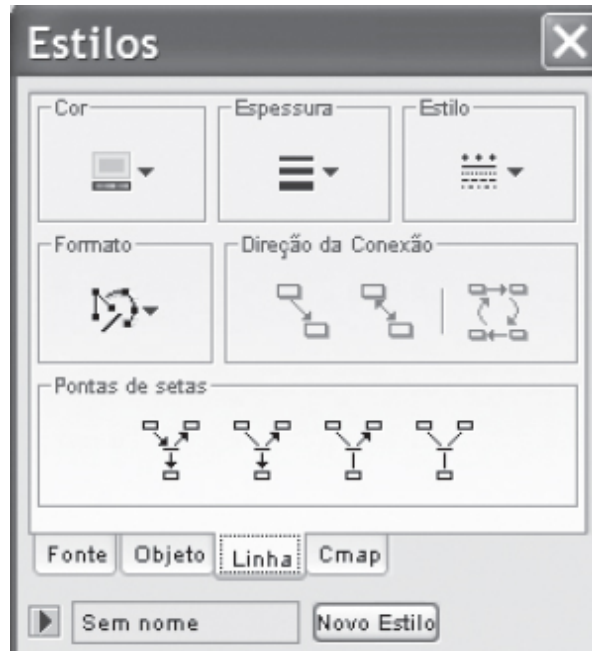 Estilos
Cor Espessura Estilo
Formato Direção da Conexão
Pontas de setas
Fonte Objeto Linha Cmap
Sem nome Novo Estilo